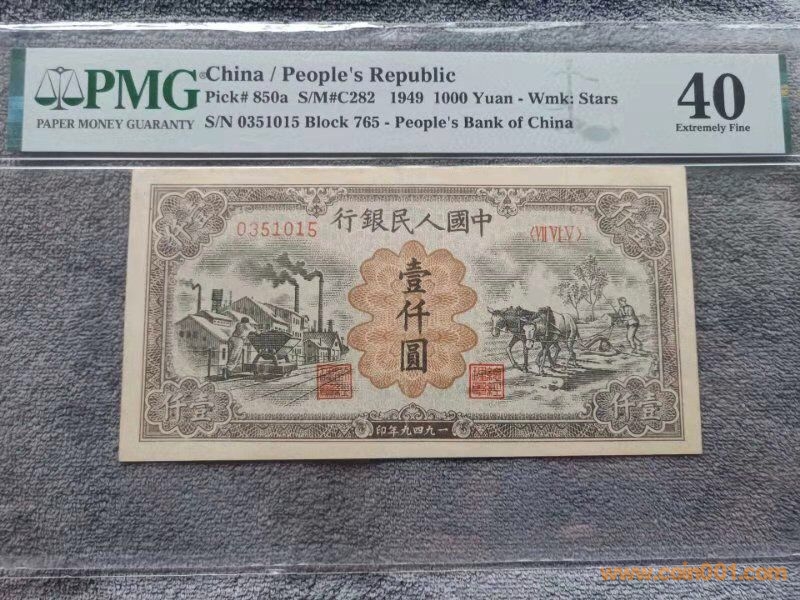 PMG
PAPER MONEY GUARANTY
China / People's Republic
Pick# 850a S/M#C282 1949 1000 Yuan - Wmk: Stars
S/N 0351015 Block 765 - People's Bank of China
40
Extremely Fine
中國人民銀行
0351015
〈Ⅶ Ⅵ Ⅴ〉
壹仟圓
壹仟
壹仟
一九四九年印
www.coin001.com